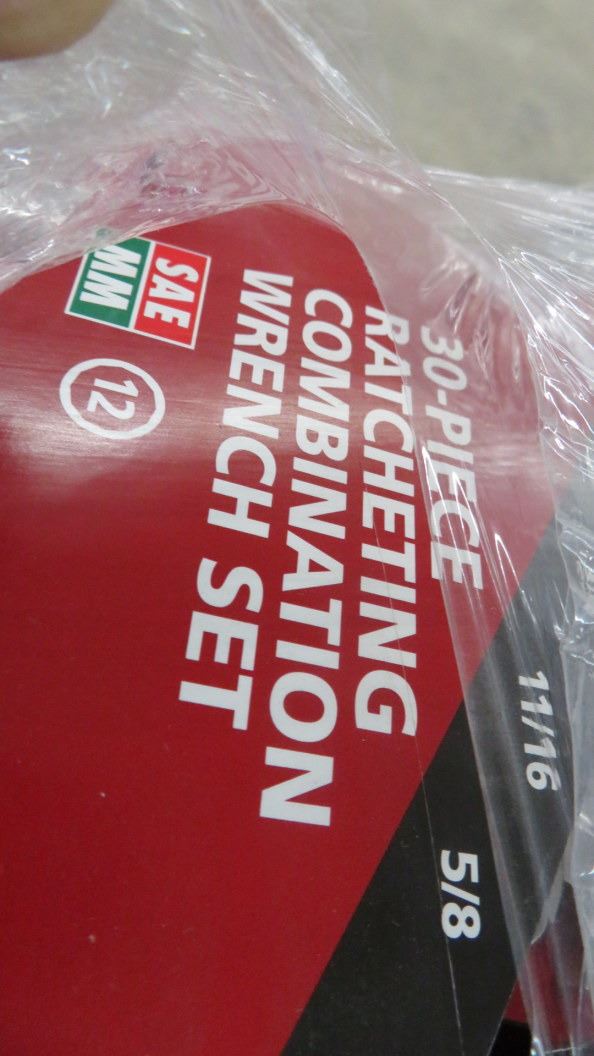 30-PIECE
RATCHETING
COMBINATION
WRENCH SET
SAE
MM
12
11/16
5/8